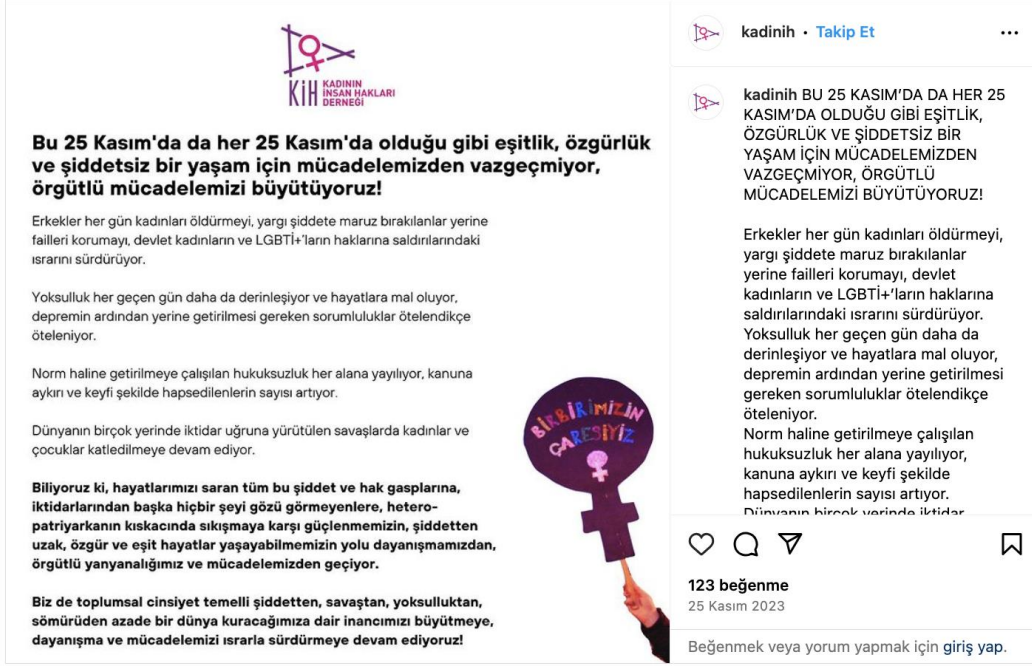 KİH KADININ
İNSAN HAKLARI
DERNEĞİ
Bu 25 Kasım'da da her 25 Kasım'da olduğu gibi eşitlik, özgürlük
ve şiddetsiz bir yaşam için mücadelemizden vazgeçmiyor,
örgütlü mücadelemizi büyütüyoruz!
Erkekler her gün kadınları öldürmeyi, yargı şiddete maruz bırakılanlar yerine
failleri korumayı, devlet kadınların ve LGBTİ+'ların haklarına saldırılarındaki
ısrarını sürdürüyor.
Yoksulluk her geçen gün daha da derinleşiyor ve hayatlara mal oluyor,
depremin ardından yerine getirilmesi gereken sorumluluklar ötelendikçe
öteleniyor.
Norm haline getirilmeye çalışılan hukuksuzluk her alana yayılıyor, kanuna
aykırı ve keyfi şekilde hapsedilenlerin sayısı artıyor.
Dünyanın birçok yerinde iktidar uğruna yürütülen savaşlarda kadınlar ve
çocuklar katledilmeye devam ediyor.
Biliyoruz ki, hayatlarımızı saran tüm bu şiddet ve hak gasplarına,
iktidarlarından başka hiçbir şeyi gözü görmeyenlere, hetero-
patriyarkanın kıskacında sıkışmaya karşı güçlenmemizin, şiddetten
uzak, özgür ve eşit hayatlar yaşayabilmemizin yolu dayanışmamızdan,
örgütlü yanyanalığımız ve mücadelemizden geçiyor.
Biz de toplumsal cinsiyet temelli şiddetten, savaştan, yoksulluktan,
sömürüden azade bir dünya kuracağımıza dair inancımızı büyütmeye,
dayanışma ve mücadelemizi ısrarla sürdürmeye devam ediyoruz!
BİRBİRİMİZİN
ÇARESİYİZ
kadinih • Takip Et
kadinih BU 25 KASIM’DA DA HER 25
KASIM’DA OLDUĞU GİBİ EŞİTLİK,
ÖZGÜRLÜK VE ŞİDDETSİZ BİR
YAŞAM İÇİN MÜCADELEMİZDEN
VAZGEÇMİYOR, ÖRGÜTLÜ
MÜCADELEMİZİ BÜYÜTÜYORUZ!
Erkekler her gün kadınları öldürmeyi,
yargı şiddete maruz bırakılanlar
yerine failleri korumayı, devlet
kadınların ve LGBTİ+’ların haklarına
saldırılarındaki ısrarını sürdürüyor.
Yoksulluk her geçen gün daha da
derinleşiyor ve hayatlara mal oluyor,
depremin ardından yerine getirilmesi
gereken sorumluluklar ötelendikçe
öteleniyor.
Norm haline getirilmeye çalışılan
hukuksuzluk her alana yayılıyor,
kanuna aykırı ve keyfi şekilde
hapsedilenlerin sayısı artıyor.
Dünyanın birçok yerinde iktidar
123 beğenme
25 Kasım 2023
Beğenmek veya yorum yapmak için giriş yap.